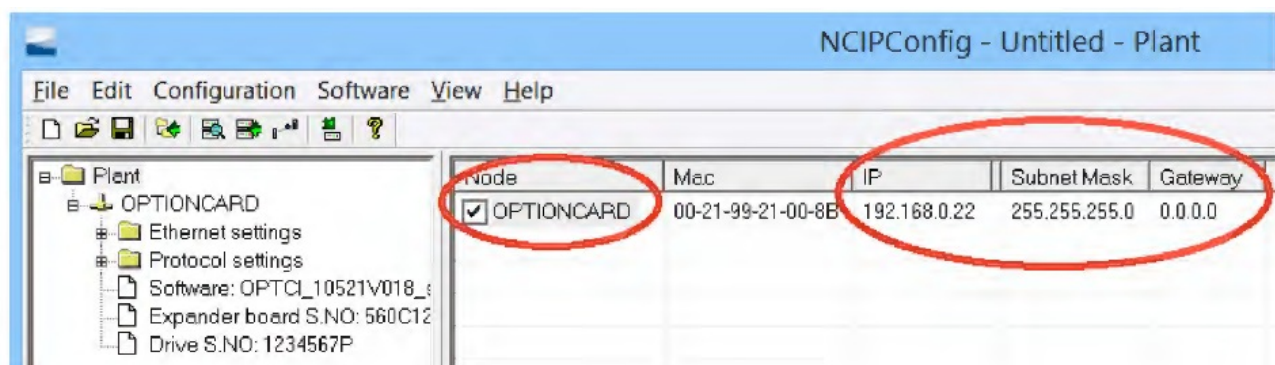 NCIPConfig - Untitled - Plant
File Edit Configuration Software View Help
Plant
OPTIONCARD
Ethernet settings
Protocol settings
Software: OPTCI_10521V018_
Expander board S.NO: 560C12
Drive S.NO: 1234567P
Node Mac IP Subnet Mask Gateway
OPTIONCARD 00-21-99-21-00-8B 192.168.0.22 255.255.255.0 0.0.0.0